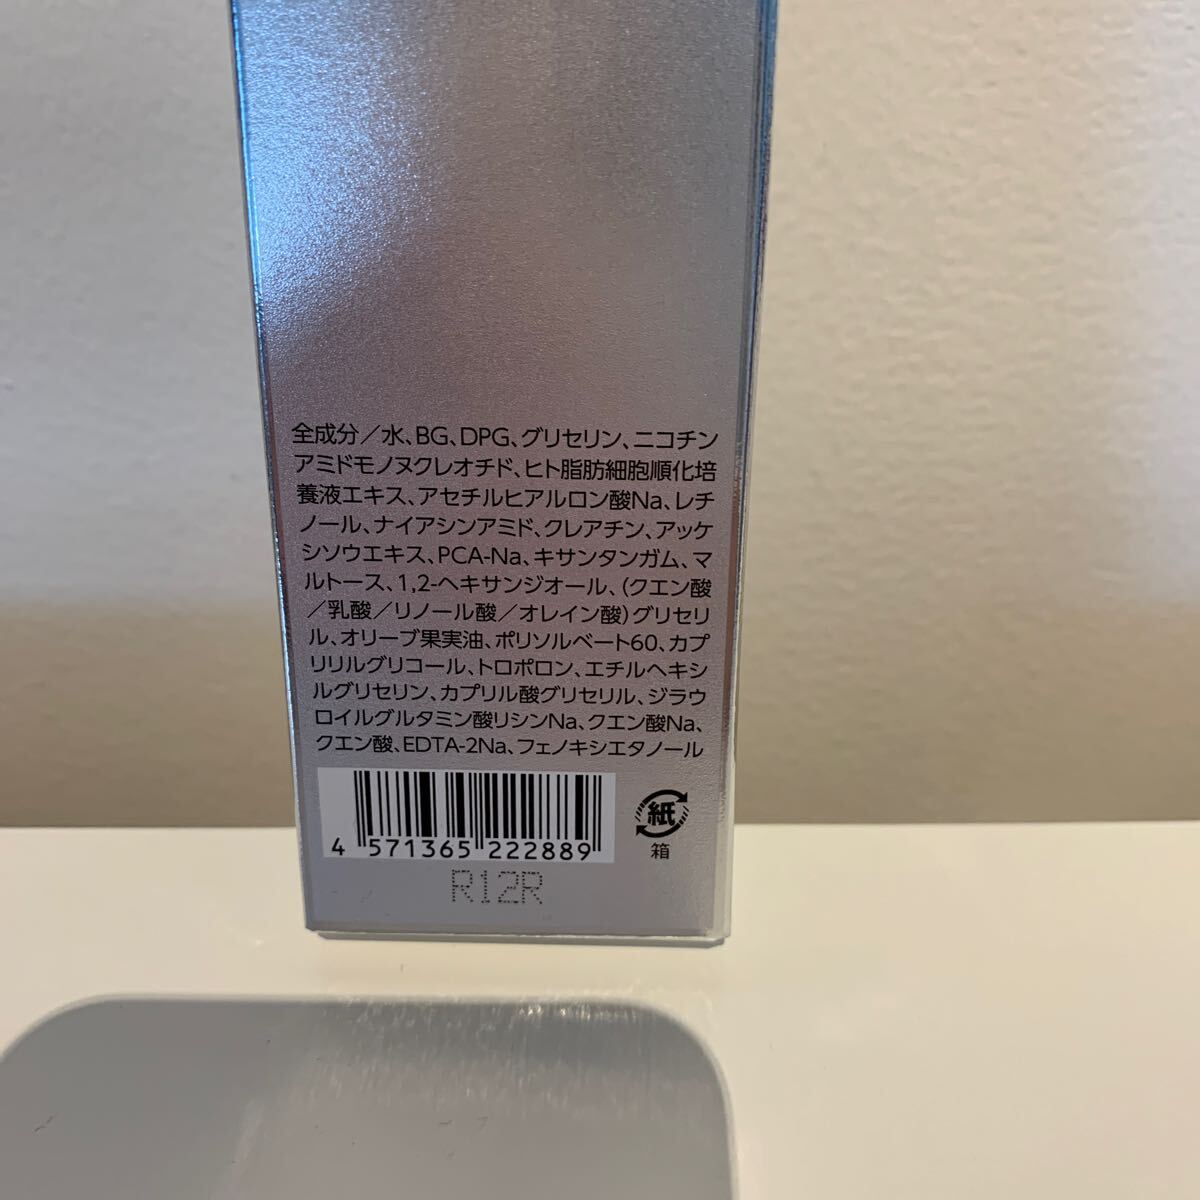 全成分／水、BG、DPG、グリセリン、ニコチン
アミドモノヌクレオチド、ヒト脂肪細胞順化培
養液エキス、アセチルヒアルロン酸Na、レチ
ノール、ナイアシンアミド、クレアチン、アッケ
シソウエキス、PCA-Na、キサンタンガム、マ
ルトース、1,2-ヘキサンジオール、(クエン酸
／乳酸／リノール酸／オレイン酸)グリセリ
ル、オリーブ果実油、ポリソルベート60、カプ
リリルグリコール、トロポロン、エチルヘキシ
ルグリセリン、カプリル酸グリセリル、ジラウ
ロイルグルタミン酸リシンNa、クエン酸Na、
クエン酸、EDTA-2Na、フェノキシエタノール
4 571365 222889
紙
箱
R12R